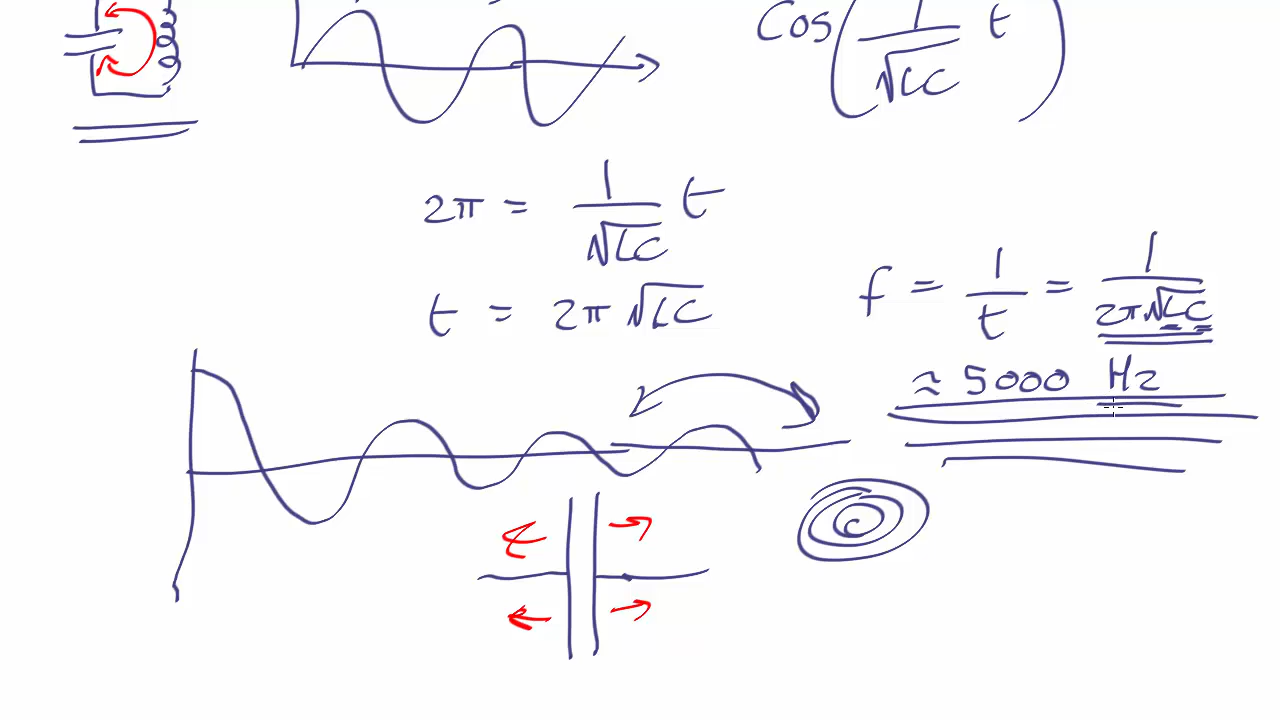 cos(1/√LC t)
2π = 1/√LC t
t = 2π √LC
f = 1/t = 1/2π√LC
≈ 5000 Hz